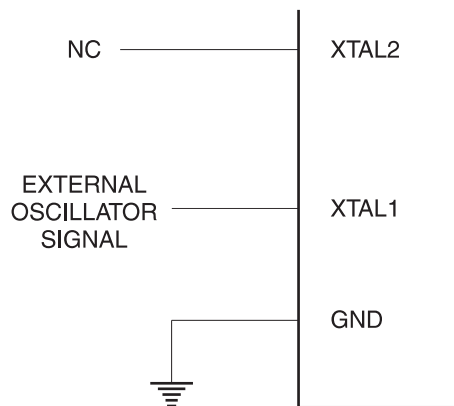 NC XTAL2
EXTERNAL
OSCILLATOR
SIGNAL
XTAL1
GND